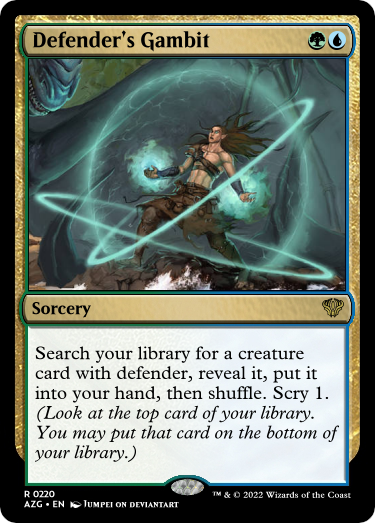 Defender's Gambit
Sorcery
Search your library for a creature
card with defender, reveal it, put it
into your hand, then shuffle. Scry 1.
(Look at the top card of your library.
You may put that card on the bottom of
your library.)
R 0220
AZG • EN JUMPEI ON DEVIANTART
™ & © 2022 Wizards of the Coast